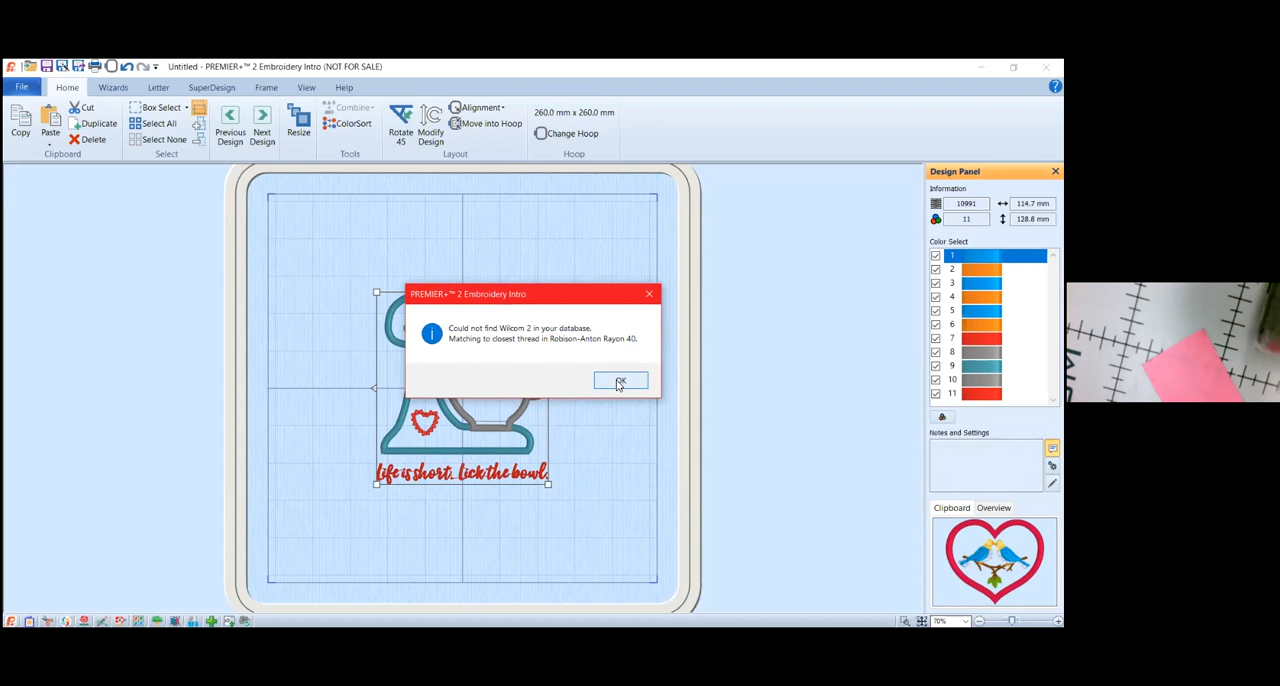 Untitled - PREMIER+™ 2 Embroidery Intro (NOT FOR SALE)
File Home Wizards Letter SuperDesign Frame View Help
Copy
Paste
Cut
Duplicate
Delete
Clipboard
Box Select
Select All
Select None
Select
Previous Design
Next Design
Resize
Combine
ColorSort
Tools
Rotate 45
Modify Design
Alignment
Move into Hoop
Layout
260.0 mm x 260.0 mm
Change Hoop
Hoop
PREMIER+™ 2 Embroidery Intro
Could not find Wilcom 2 in your database.
Matching to closest thread in Robison-Anton Rayon 40.
OK
Life is short. Lick the bowl.
Design Panel
Information
10991 114.7 mm
11 128.8 mm
Color Select
1
2
3
4
5
6
7
8
9
10
11
Notes and Settings
Clipboard Overview
70%